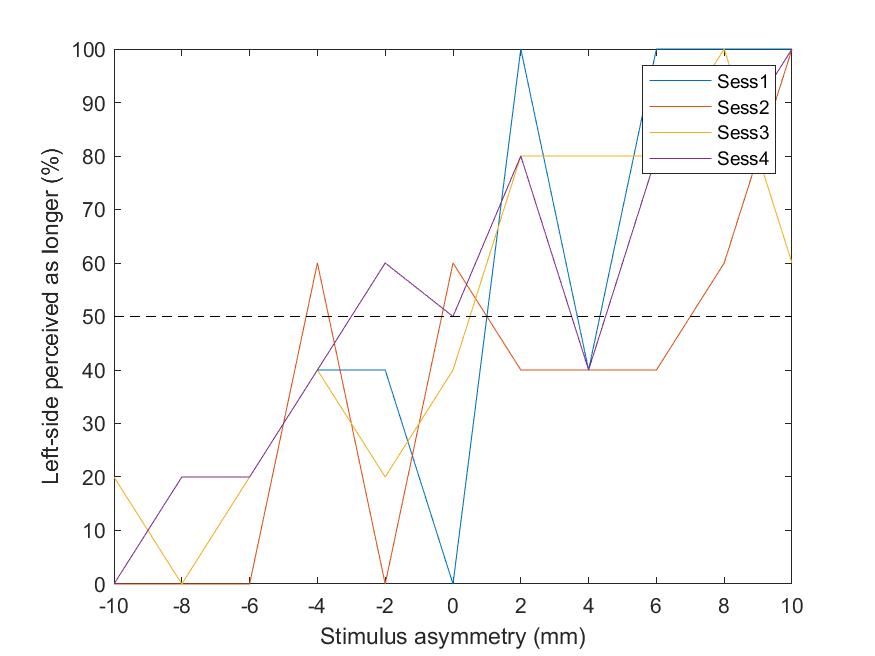 100
90
80
70
60
50
40
30
20
10
0
Left-side perceived as longer (%)
Sess1
Sess2
Sess3
Sess4
-10 -8 -6 -4 -2 0 2 4 6 8 10
Stimulus asymmetry (mm)